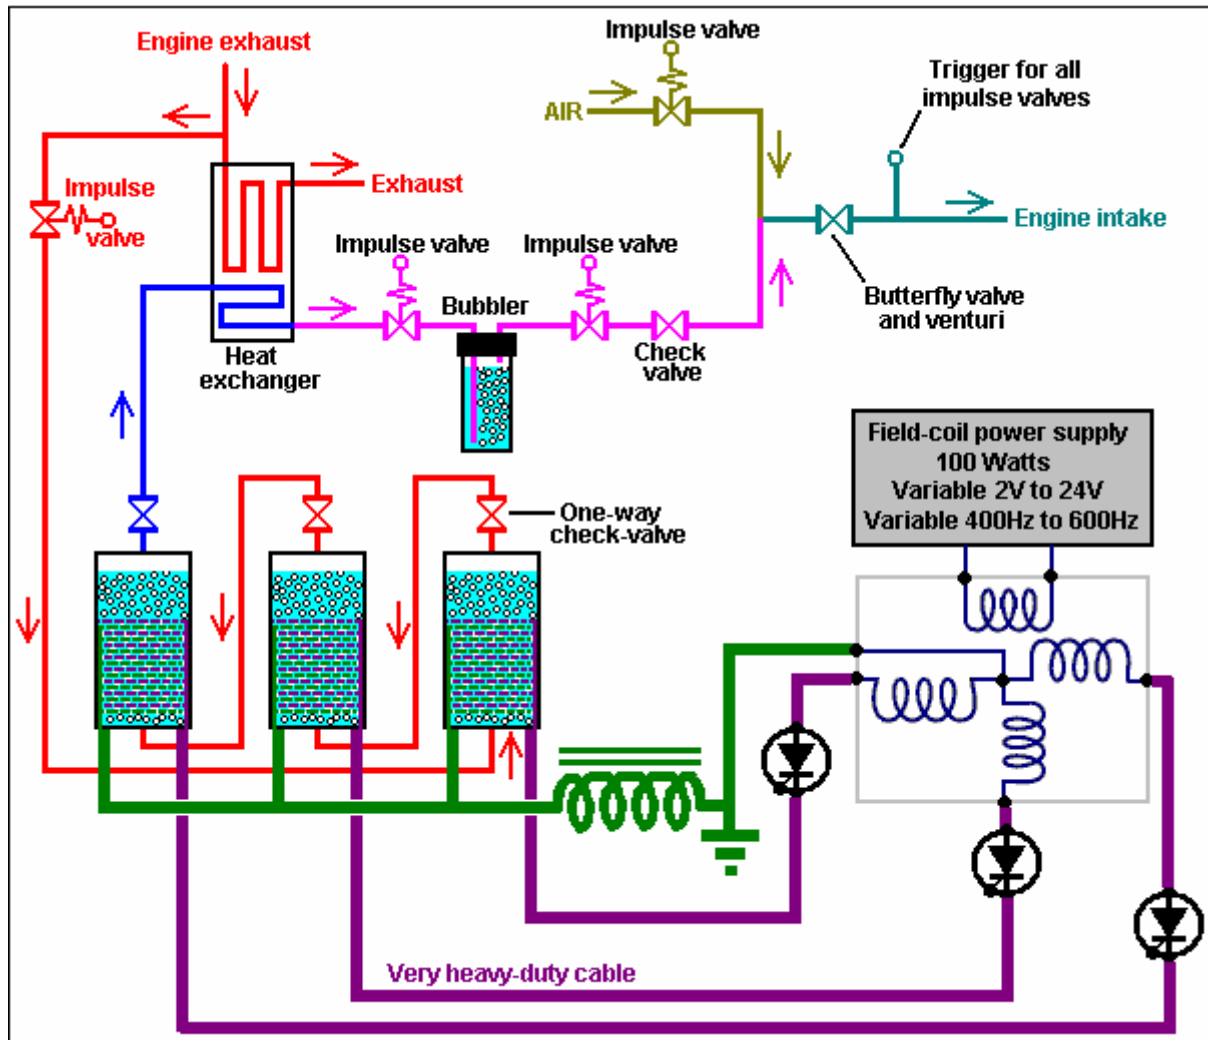 Engine exhaust
Impulse valve
Trigger for all
impulse valves
AIR
Impulse
valve
Exhaust
Engine intake
Impulse valve
Impulse valve
Bubbler
Butterfly valve
and venturi
Heat
exchanger
Check
valve
Field-coil power supply
100 Watts
Variable 2V to 24V
Variable 400Hz to 600Hz
One-way
check-valve
Very heavy-duty cable